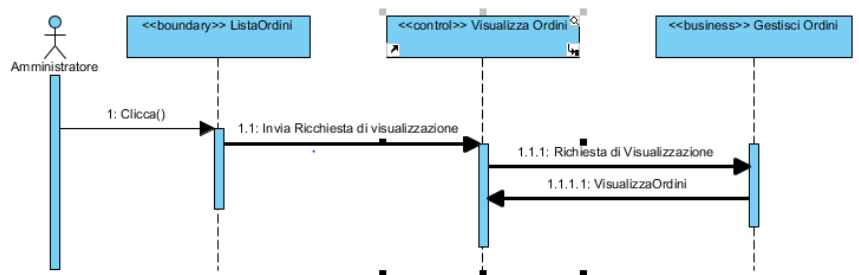 <<boundary>> ListaOrdini
<<control>> Visualizza Ordini
<<business>> Gestisci Ordini
Amministratore
1: Clicca()
1.1: Invia Ricchiesta di visualizzazione
1.1.1: Richiesta di Visualizzazione
1.1.1.1: VisualizzaOrdini